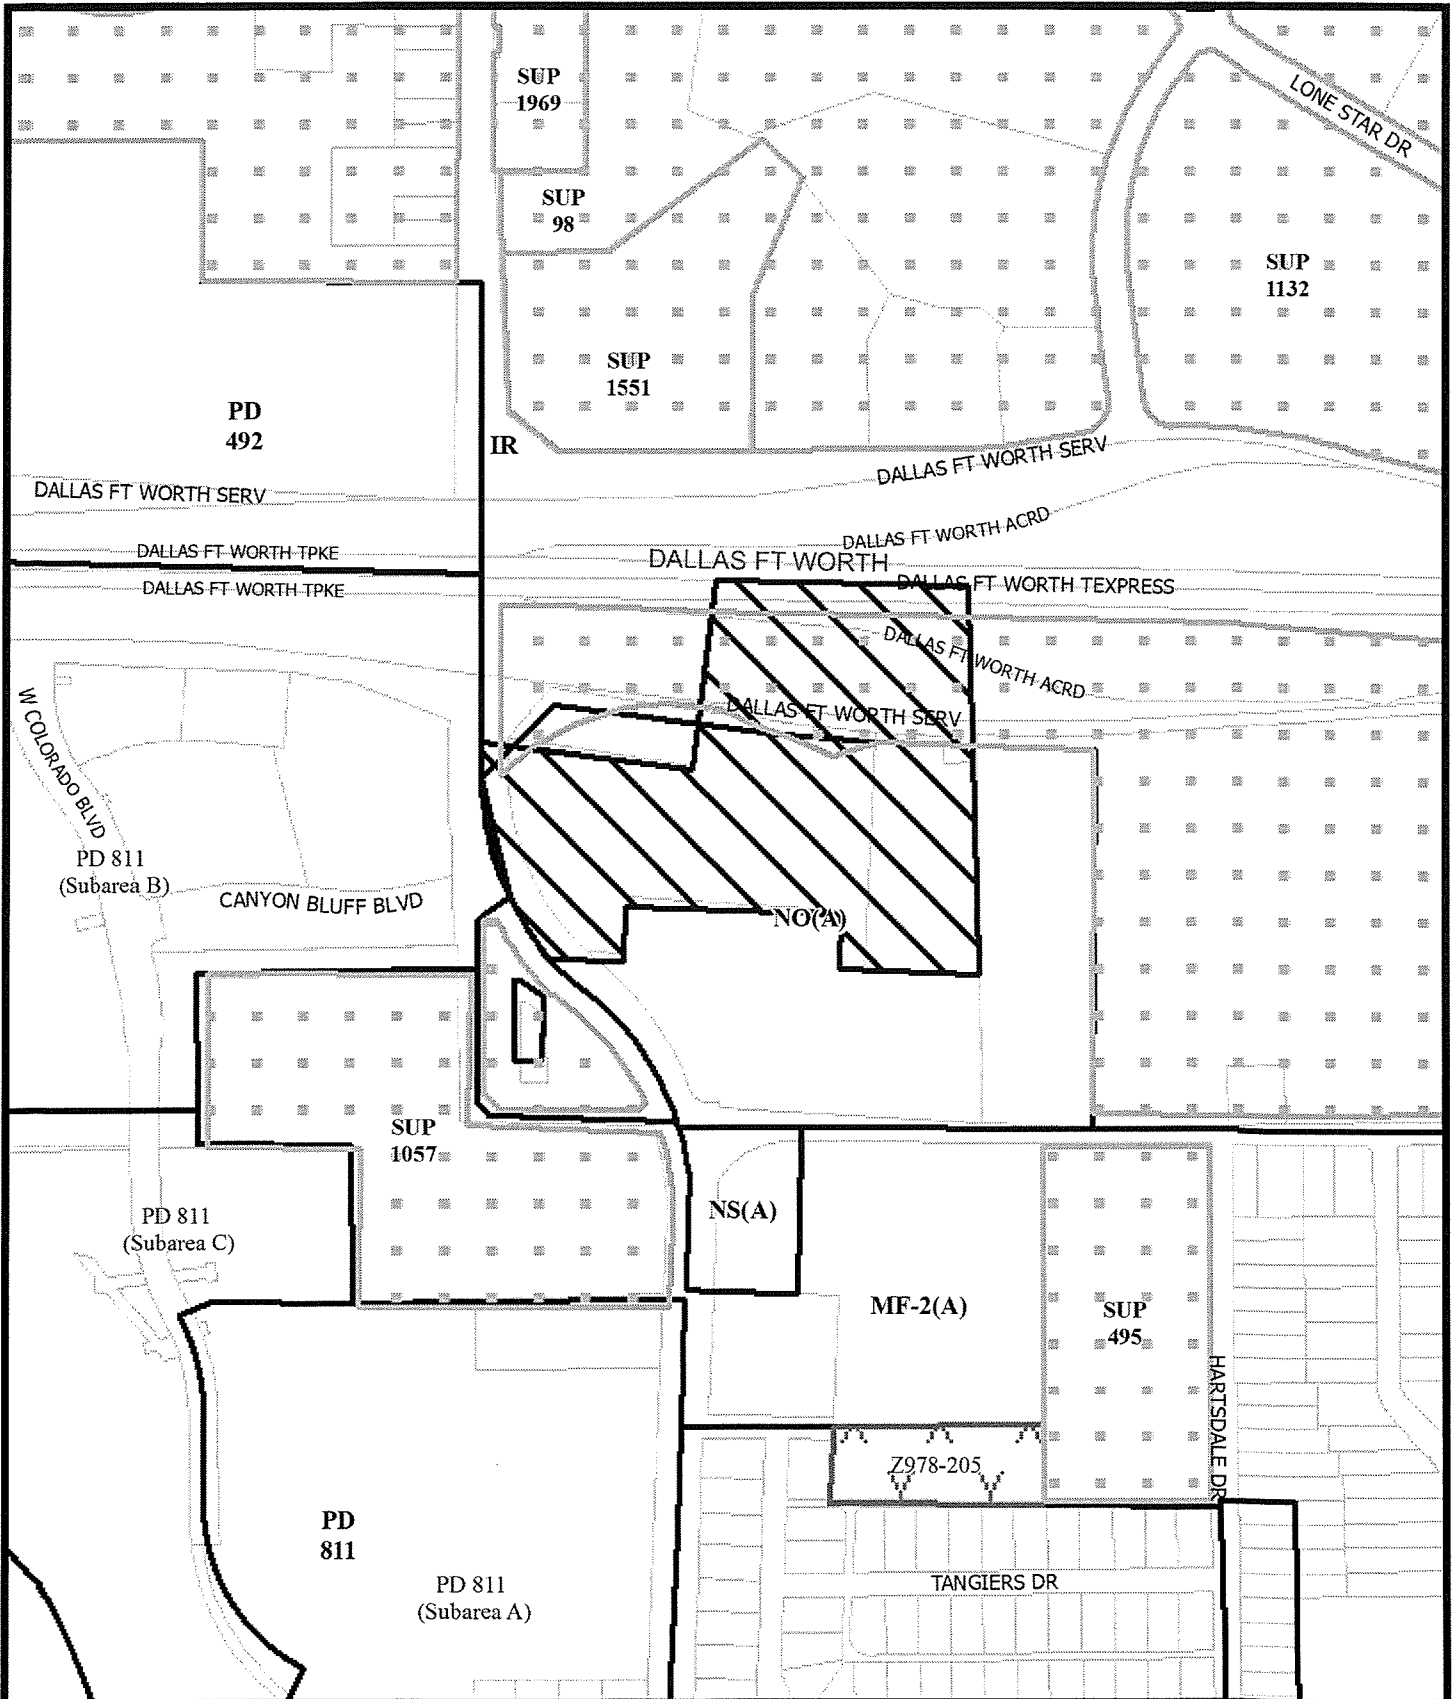 SUP
1969
LONE STAR DR
SUP
98
SUP
1132
SUP
1551
PD
492
IR
DALLAS FT WORTH SERV
DALLAS FT WORTH SERV
DALLAS FT WORTH ACRD
DALLAS FT WORTH TPKE
DALLAS FT WORTH
DALLAS FT WORTH TEXPRESS
DALLAS FT WORTH TPKE
DALLAS FT WORTH ACRD
DALLAS FT WORTH SERV
W COLORADO BLVD
PD 811
(Subarea B)
CANYON BLUFF BLVD
NO(A)
SUP
1057
PD 811
(Subarea C)
NS(A)
MF-2(A)
SUP
495
HARTSDALE DR
Z978-205
PD
811
PD 811
(Subarea A)
TANGIERS DR